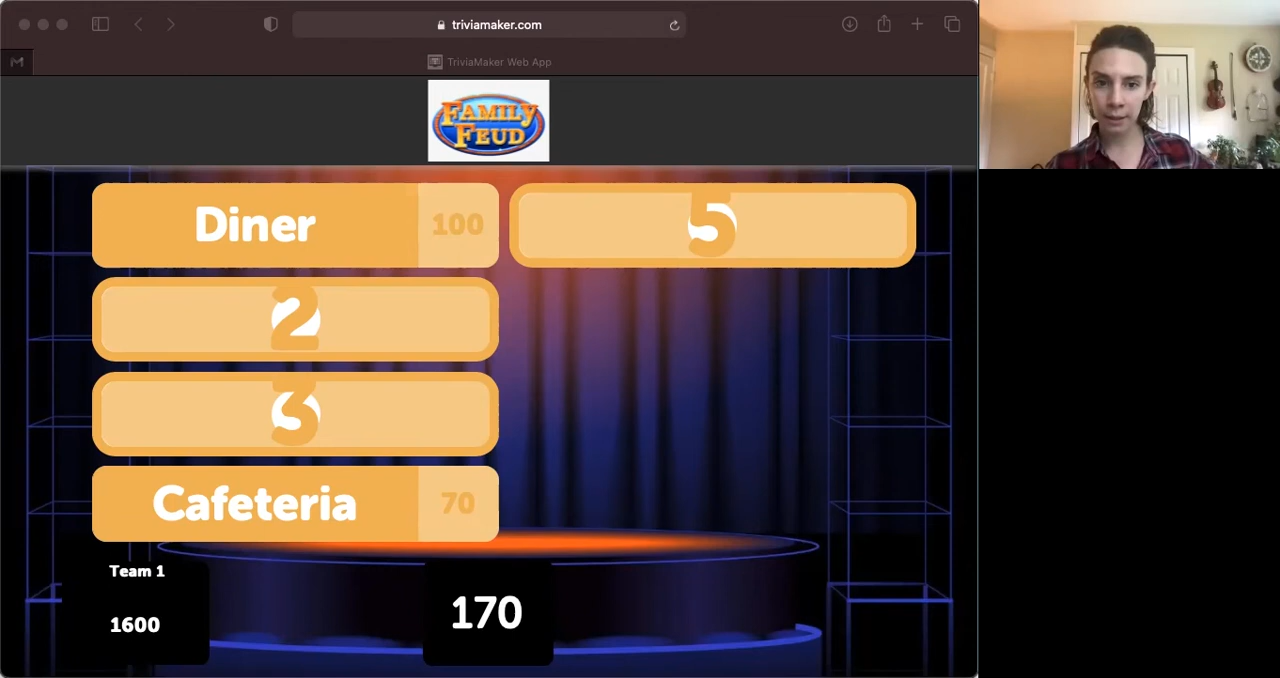 triviamaker.com
M
TriviaMaker Web App
FAMILY
FEUD
Diner 100
5
2
3
Cafeteria 70
Team 1
1600
170